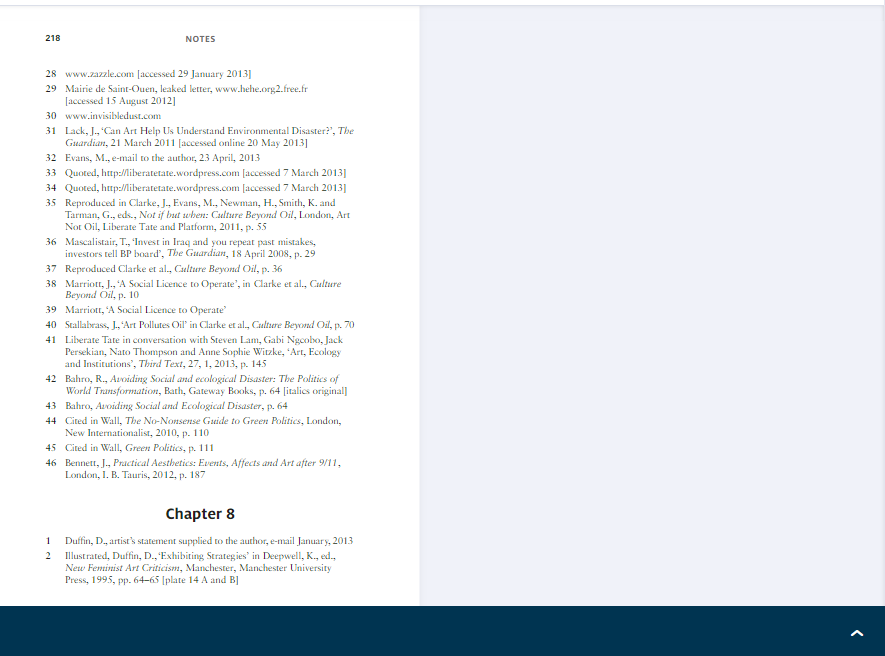 218
NOTES
28 www.zazzle.com [accessed 29 January 2013]
29 Mairie de Saint-Ouen, leaked letter, www.hehe.org2.free.fr
[accessed 15 August 2012]
30 www.invisibledust.com
31 Lack, J., ‘Can Art Help Us Understand Environmental Disaster?’, The
Guardian, 21 March 2011 [accessed online 20 May 2013]
32 Evans, M., e-mail to the author, 23 April, 2013
33 Quoted, http://liberatetate.wordpress.com [accessed 7 March 2013]
34 Quoted, http://liberatetate.wordpress.com [accessed 7 March 2013]
35 Reproduced in Clarke, J., Evans, M., Newman, H., Smith, K. and
Tarman, G., eds., Not if but when: Culture Beyond Oil, London, Art
Not Oil, Liberate Tate and Platform, 2011, p. 55
36 Mascalistair, T., ‘Invest in Iraq and you repeat past mistakes,
investors tell BP board’, The Guardian, 18 April 2008, p. 29
37 Reproduced Clarke et al., Culture Beyond Oil, p. 36
38 Marriott, J., ‘A Social Licence to Operate’, in Clarke et al., Culture
Beyond Oil, p. 10
39 Marriott, ‘A Social Licence to Operate’
40 Stallabrass, J., ‘Art Pollutes Oil’ in Clarke et al., Culture Beyond Oil, p. 70
41 Liberate Tate in conversation with Steven Lam, Gabi Ngcobo, Jack
Persekian, Nato Thompson and Anne Sophie Witzke, ‘Art, Ecology
and Institutions’, Third Text, 27, 1, 2013, p. 145
42 Bahro, R., Avoiding Social and ecological Disaster: The Politics of
World Transformation, Bath, Gateway Books, p. 64 [italics original]
43 Bahro, Avoiding Social and Ecological Disaster, p. 64
44 Cited in Wall, The No-Nonsense Guide to Green Politics, London,
New Internationalist, 2010, p. 110
45 Cited in Wall, Green Politics, p. 111
46 Bennett, J., Practical Aesthetics: Events, Affects and Art after 9/11,
London, I. B. Tauris, 2012, p. 187
Chapter 8
1 Duffin, D., artist’s statement supplied to the author, e-mail January, 2013
2 Illustrated, Duffin, D., ‘Exhibiting Strategies’ in Deepwell, K., ed.,
New Feminist Art Criticism, Manchester, Manchester University
Press, 1995, pp. 64–65 [plate 14 A and B]